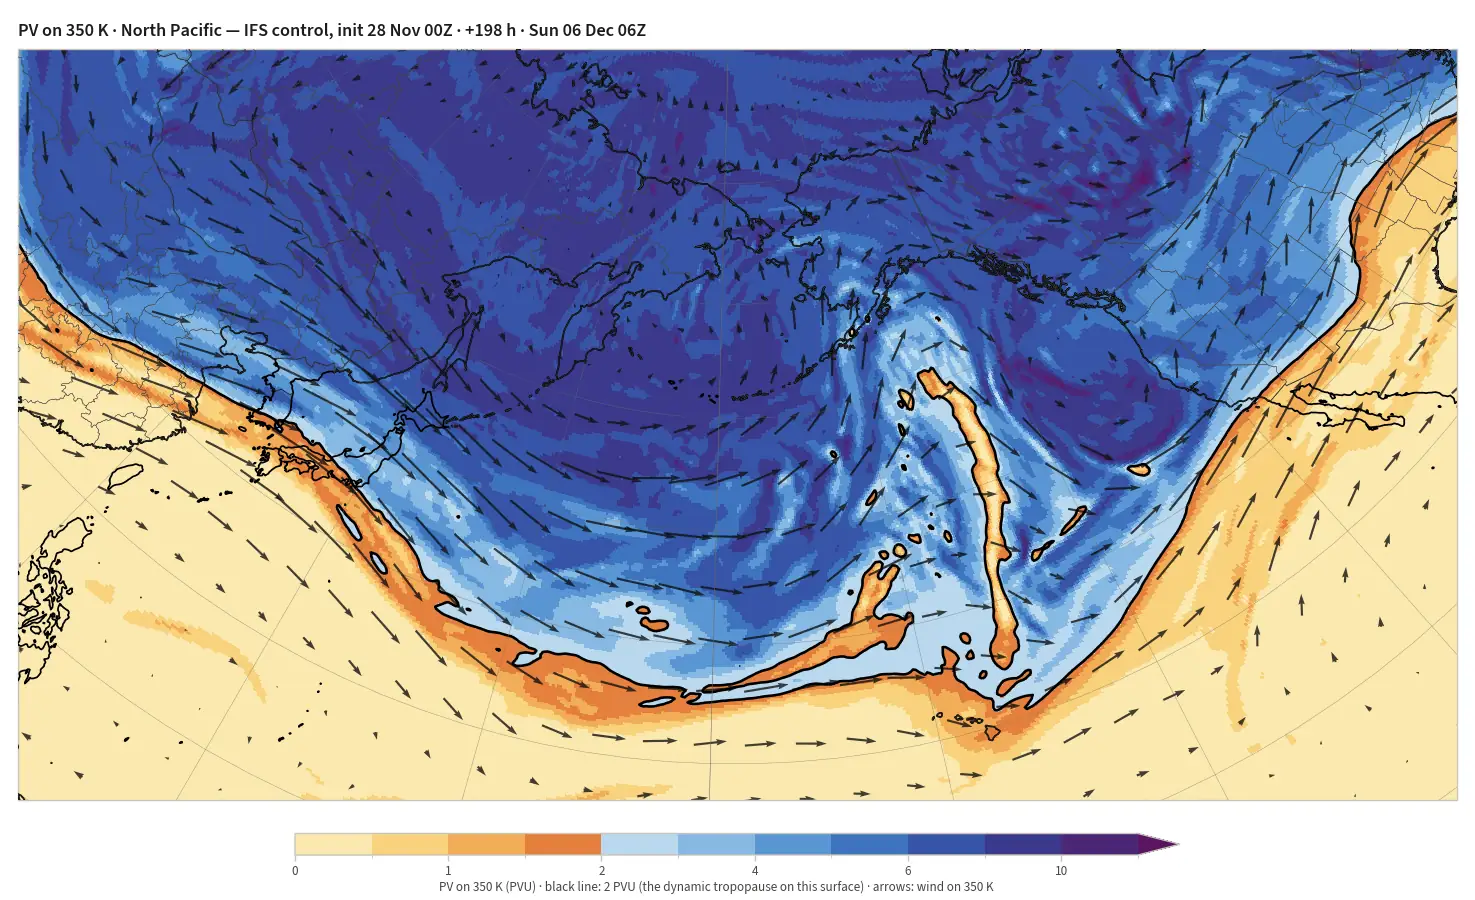 PV on 350 K · North Pacific — IFS control, init 28 Nov 00Z · +198 h · Sun 06 Dec 06Z
0 1 2 4 6 10
PV on 350 K (PVU) · black line: 2 PVU (the dynamic tropopause on this surface) · arrows: wind on 350 K